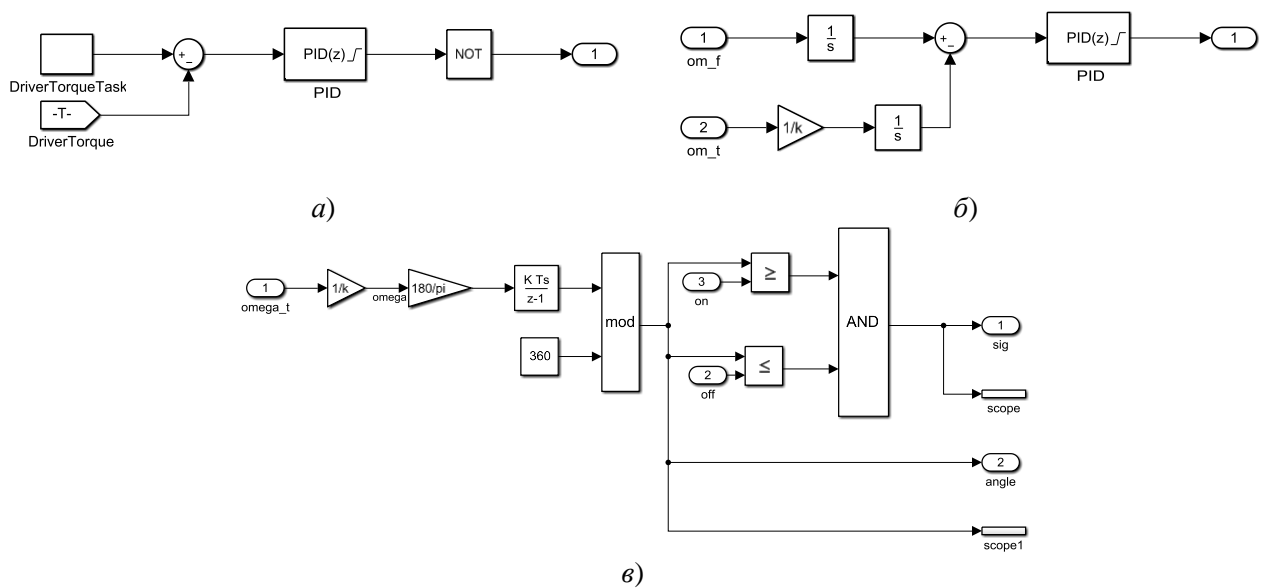 DriverTorqueTask
+
−
PID(z)
PID
NOT
1
-T-
DriverTorque
а)
1
om_f
1
s
+
−
PID(z)
PID
1
2
om_t
1/k
1
s
б)
1
omega_t
1/k
omega
180/pi
K Ts
z-1
360
mod
3
on
≥
2
off
≤
AND
1
sig
scope
2
angle
scope1
в)